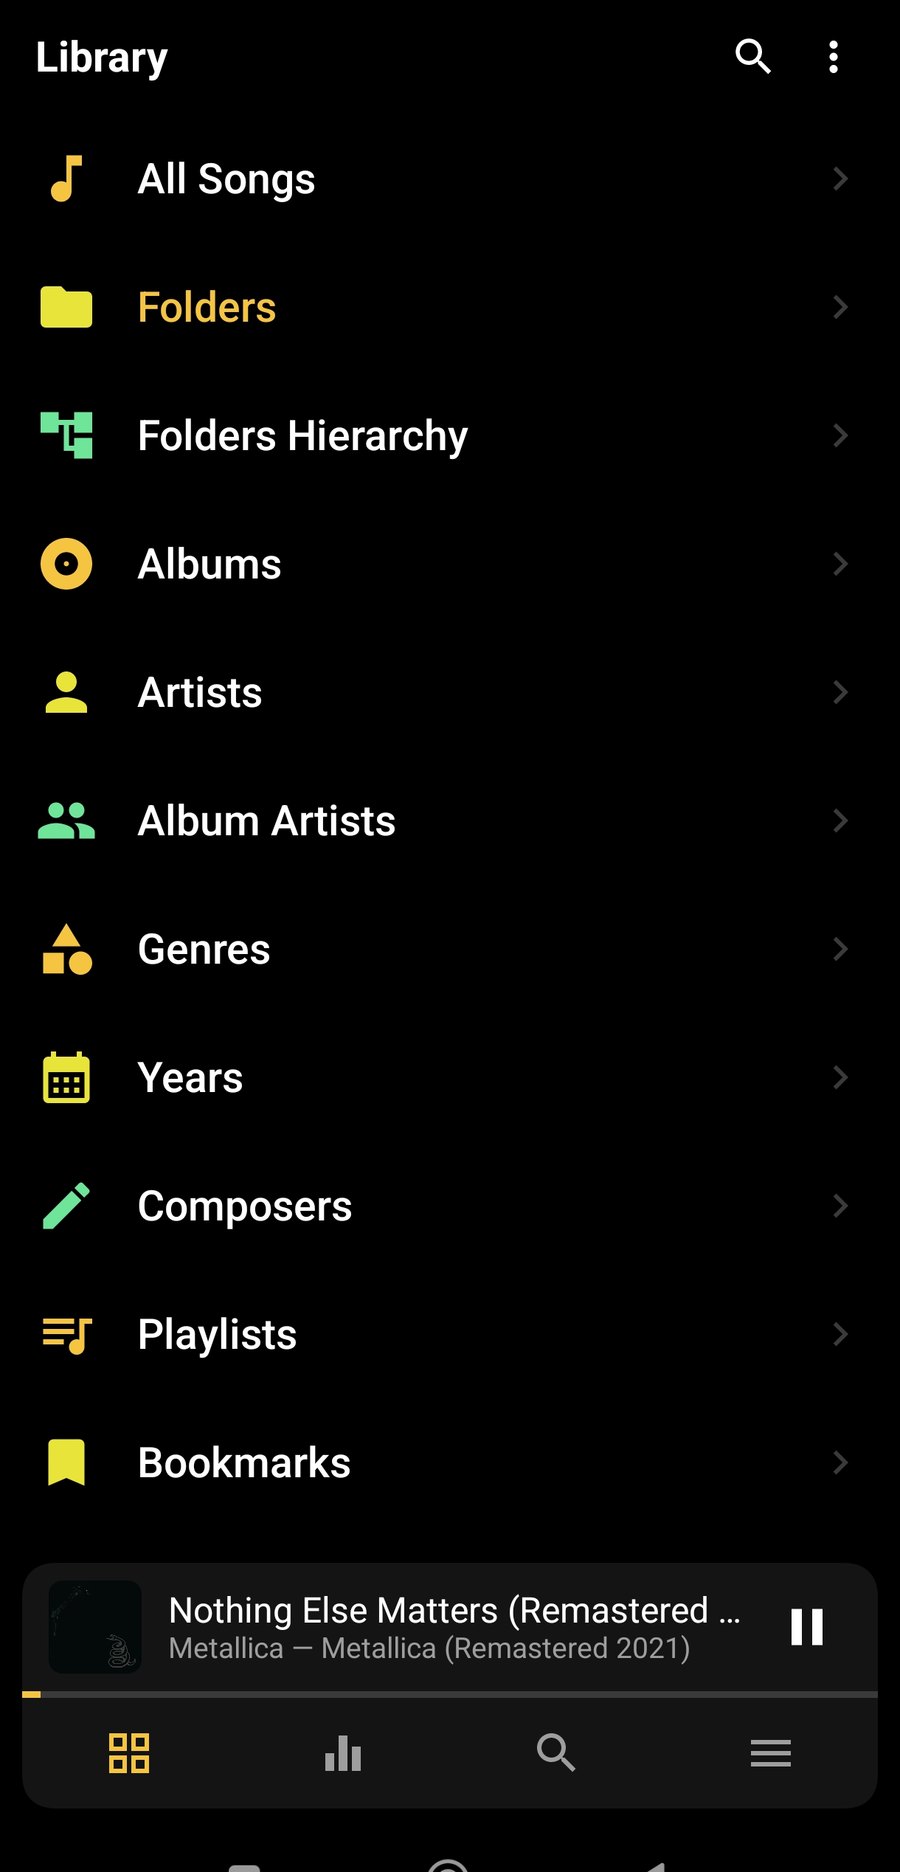 Library
All Songs
Folders
Folders Hierarchy
Albums
Artists
Album Artists
Genres
Years
Composers
Playlists
Bookmarks
Nothing Else Matters (Remastered ...
Metallica — Metallica (Remastered 2021)